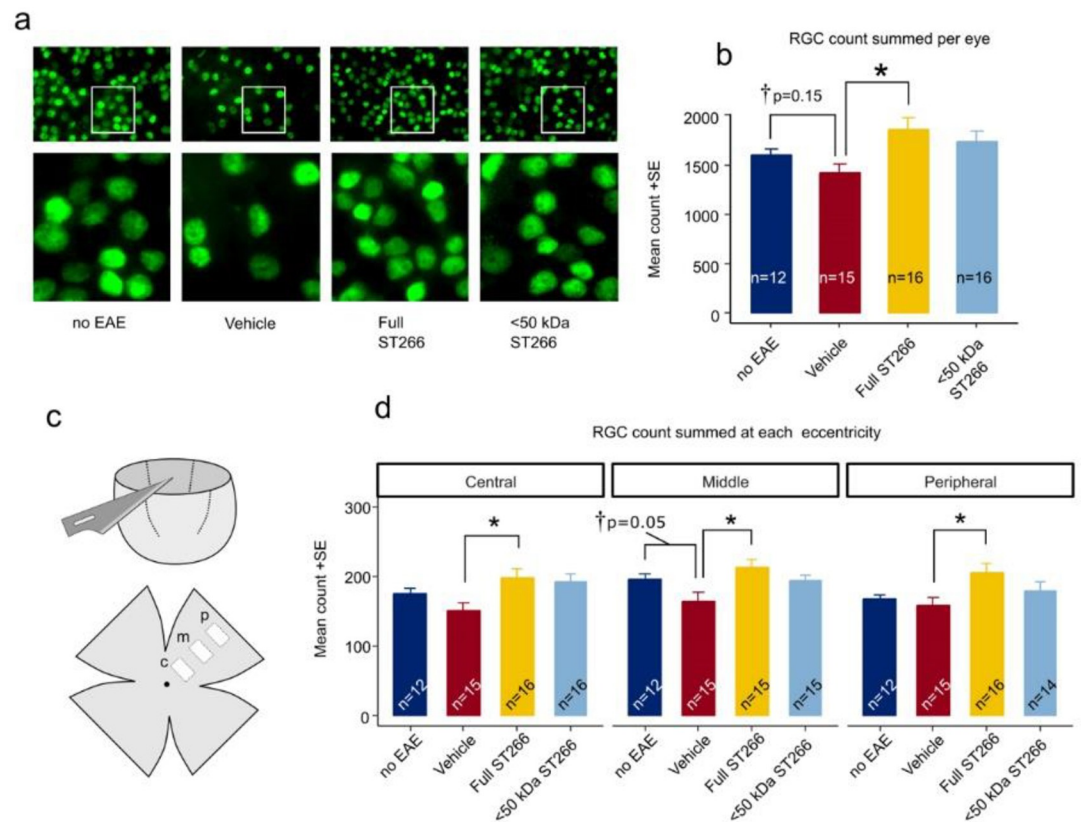 a
no EAE
Vehicle
Full
ST266
<50 kDa
ST266
b
RGC count summed per eye
†p=0.15
*
Mean count +SE
2000
1500
1000
500
0
n=12
n=15
n=16
n=16
no EAE
Vehicle
Full ST266
<50 kDa
ST266
c
p
m
c
d
RGC count summed at each eccentricity
Central
Middle
Peripheral
Mean count +SE
300
200
100
0
*
†p=0.05
*
*
n=12
n=15
n=16
n=16
n=12
n=15
n=15
n=15
n=12
n=15
n=16
n=14
no EAE
Vehicle
Full ST266
<50 kDa ST266
no EAE
Vehicle
Full ST266
<50 kDa ST266
no EAE
Vehicle
Full ST266
<50 kDa ST266